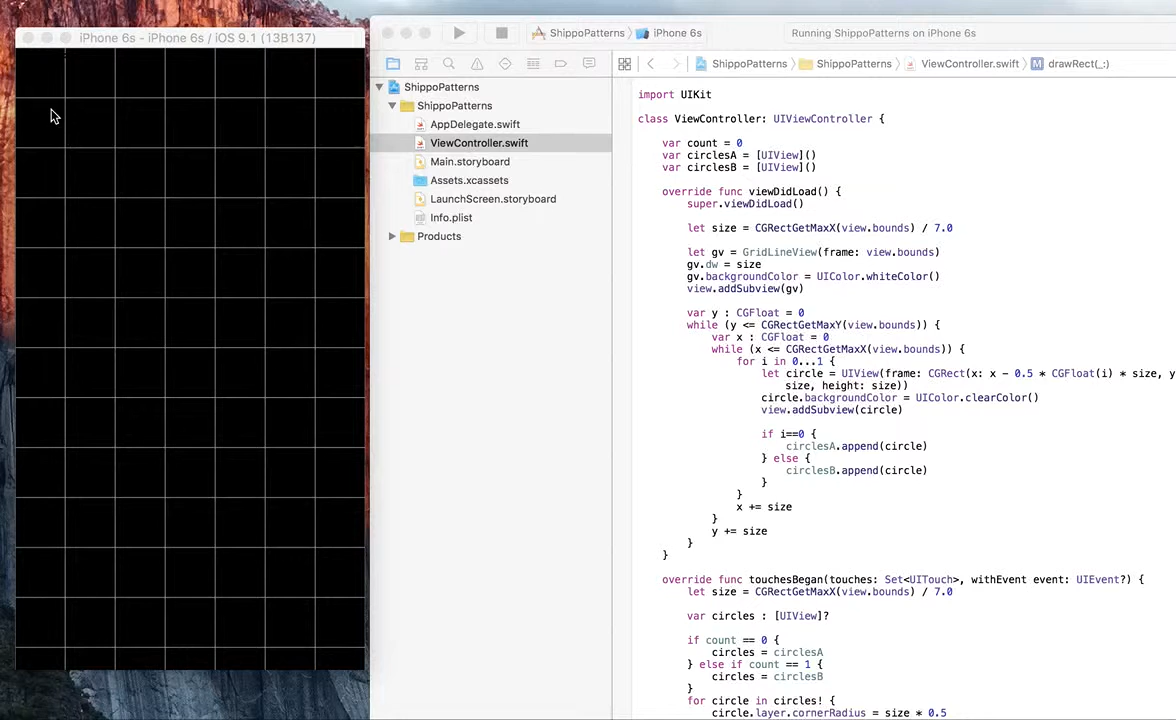 iPhone 6s - iPhone 6s / iOS 9.1 (13B137)
ShippoPatterns
iPhone 6s
Running ShippoPatterns on iPhone 6s
ShippoPatterns
ShippoPatterns
AppDelegate.swift
ViewController.swift
Main.storyboard
Assets.xcassets
LaunchScreen.storyboard
Info.plist
Products
ShippoPatterns
ShippoPatterns
ViewController.swift
M
drawRect(_:)
import UIKit
class ViewController: UIViewController {
var count = 0
var circlesA = [UIView]()
var circlesB = [UIView]()
override func viewDidLoad() {
super.viewDidLoad()
let size = CGRectGetMaxX(view.bounds) / 7.0
let gv = GridLineView(frame: view.bounds)
gv.dw = size
gv.backgroundColor = UIColor.whiteColor()
view.addSubview(gv)
var y : CGFloat = 0
while (y <= CGRectGetMaxY(view.bounds)) {
var x : CGFloat = 0
while (x <= CGRectGetMaxX(view.bounds)) {
for i in 0...1 {
let circle = UIView(frame: CGRect(x: x - 0.5 * CGFloat(i) * size, y
size, height: size))
circle.backgroundColor = UIColor.clearColor()
view.addSubview(circle)
if i==0 {
circlesA.append(circle)
} else {
circlesB.append(circle)
}
}
x += size
}
y += size
}
}
override func touchesBegan(touches: Set<UITouch>, withEvent event: UIEvent?) {
let size = CGRectGetMaxX(view.bounds) / 7.0
var circles : [UIView]?
if count == 0 {
circles = circlesA
} else if count == 1 {
circles = circlesB
}
for circle in circles! {
circle.layer.cornerRadius = size * 0.5